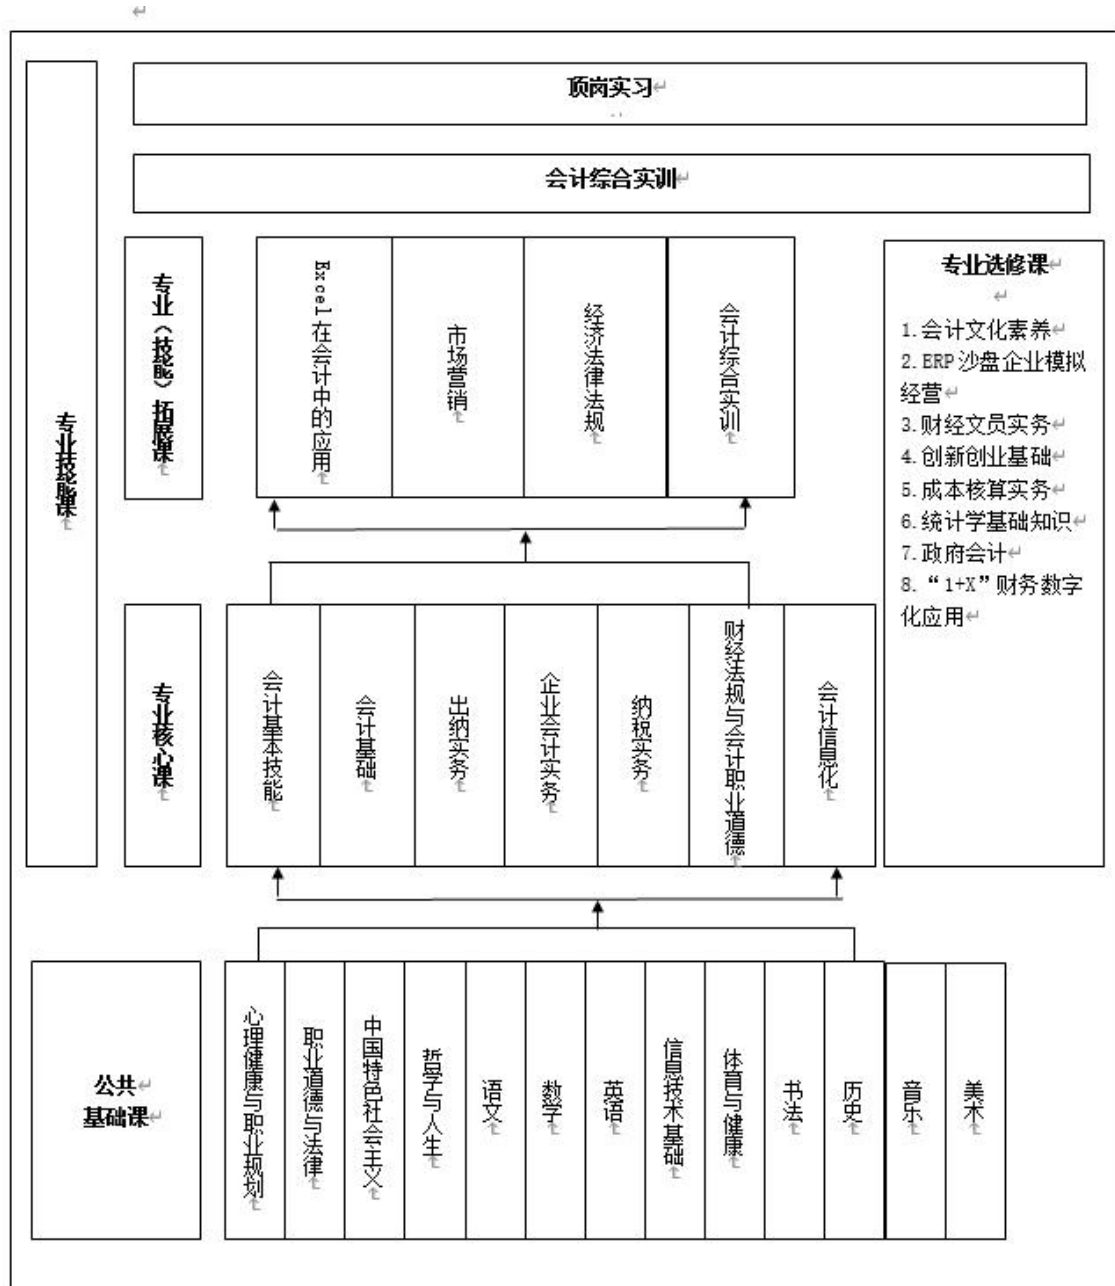 顶岗实习
会计综合实训
专业技能课
专业（技能）拓展课
Excel在会计中的应用
市场营销
经济法律法规
会计综合实训
专业选修课
1.会计文化素养
2.ERP沙盘企业模拟
经营
3.财经文员实务
4.创新创业基础
5.成本核算实务
6.统计学基础知识
7.政府会计
8.“1+X”财务数字
化应用
专业核心课
会计基本技能
会计基础
出纳实务
企业会计实务
纳税实务
财经法规与会计职业道德
会计信息化
公共
基础课
心理健康与职业规划
职业道德与法律
中国特色社会主义
哲学与人生
语文
数学
英语
信息技术基础
体育与健康
书法
历史
音乐
美术